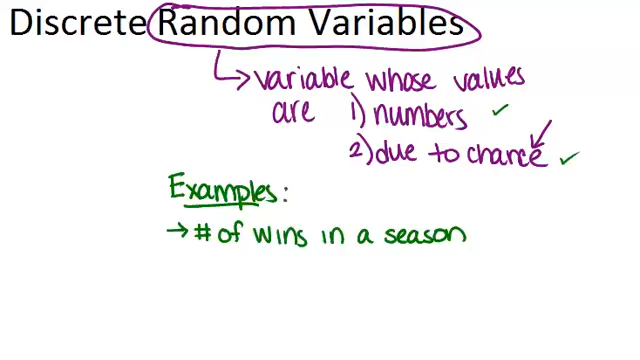 Discrete Random Variables
variable whose values
are 1) numbers ✓
2) due to chance ✓
Examples:
→ # of wins in a season